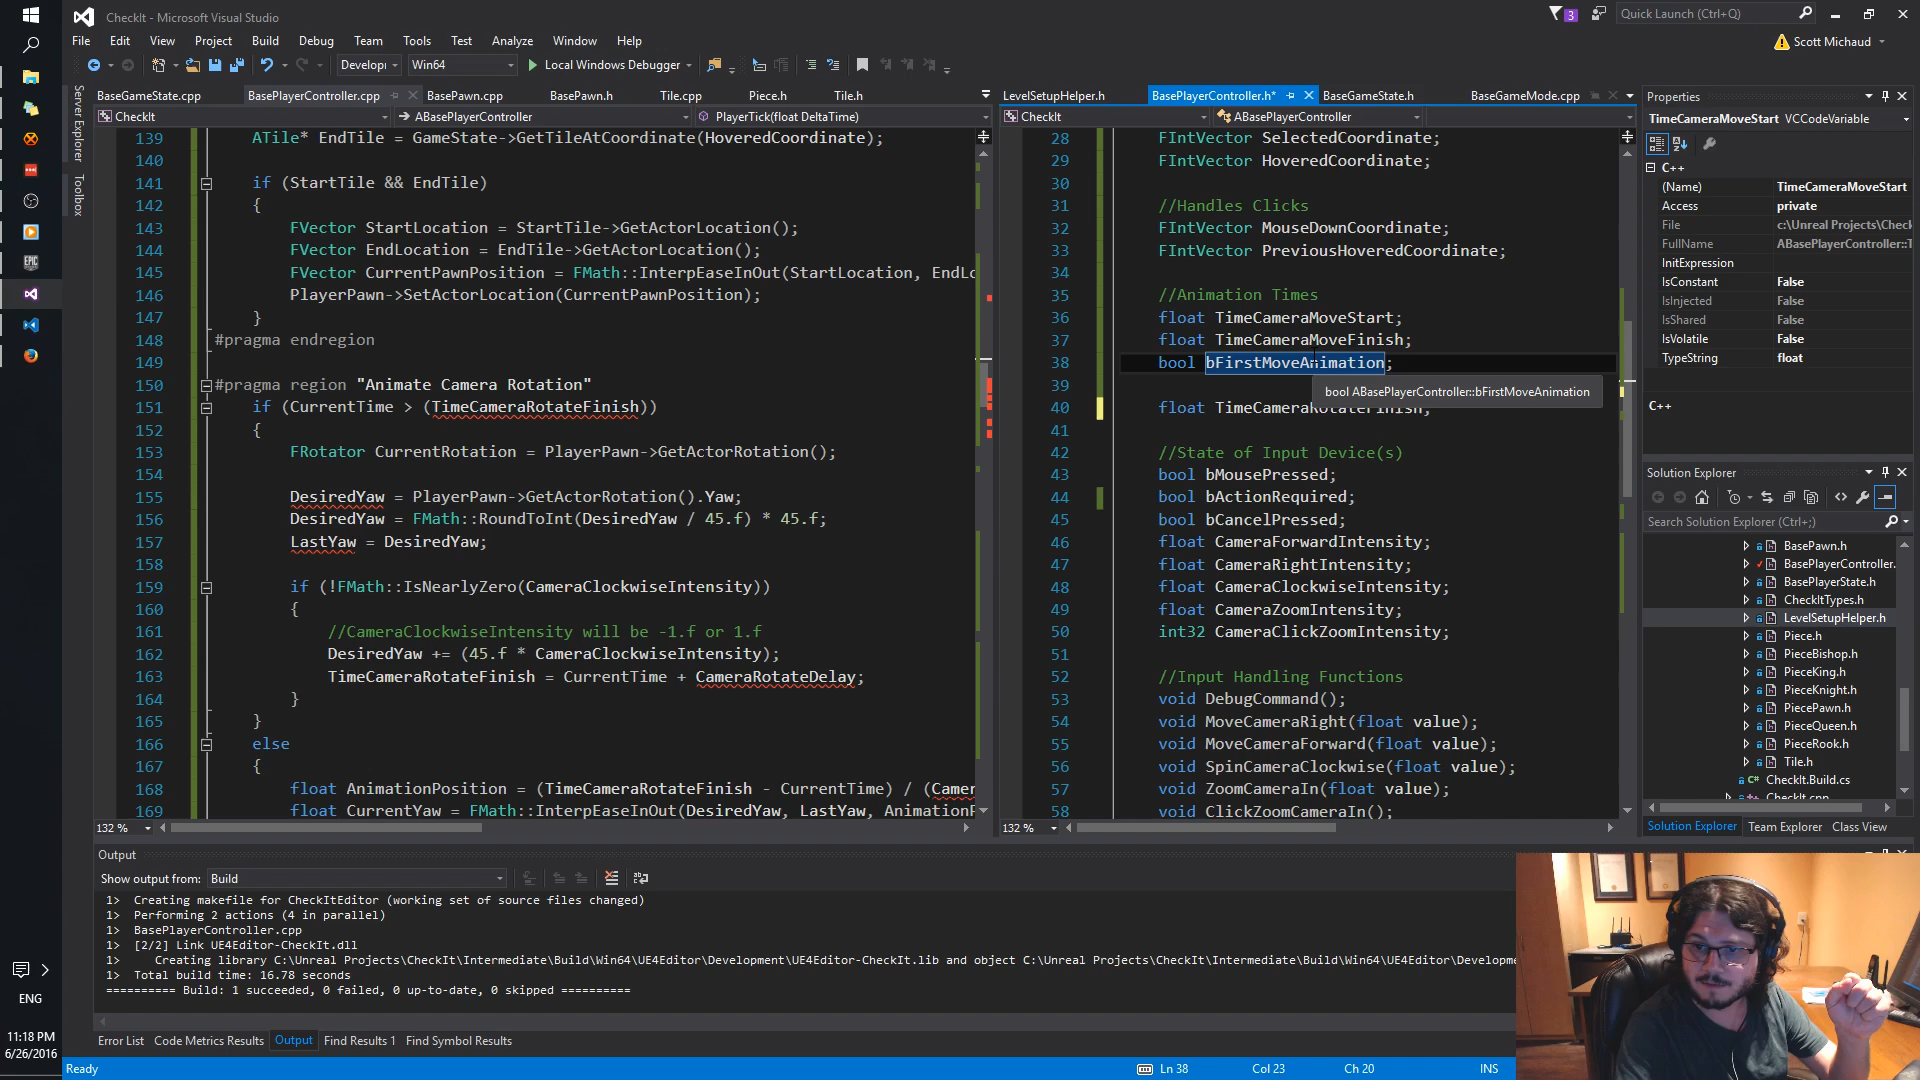 CheckIt - Microsoft Visual Studio
3
Quick Launch (Ctrl+Q)
File Edit View Project Build Debug Team Tools Test Analyze Window Help
Scott Michaud
Developi Win64 Local Windows Debugger
Server Explorer
Toolbox
BaseGameState.cpp BasePlayerController.cpp BasePawn.cpp BasePawn.h Tile.cpp Piece.h Tile.h
CheckIt ABasePlayerController PlayerTick(float DeltaTime)
139 ATile* EndTile = GameState->GetTileAtCoordinate(HoveredCoordinate);
140
141 if (StartTile && EndTile)
142 {
143 FVector StartLocation = StartTile->GetActorLocation();
144 FVector EndLocation = EndTile->GetActorLocation();
145 FVector CurrentPawnPosition = FMath::InterpEaseInOut(StartLocation, EndLo
146 PlayerPawn->SetActorLocation(CurrentPawnPosition);
147 }
148 #pragma endregion
149
150 #pragma region "Animate Camera Rotation"
151 if (CurrentTime > (TimeCameraRotateFinish))
152 {
153 FRotator CurrentRotation = PlayerPawn->GetActorRotation();
154
155 DesiredYaw = PlayerPawn->GetActorRotation().Yaw;
156 DesiredYaw = FMath::RoundToInt(DesiredYaw / 45.f) * 45.f;
157 LastYaw = DesiredYaw;
158
159 if (!FMath::IsNearlyZero(CameraClockwiseIntensity))
160 {
161 //CameraClockwiseIntensity will be -1.f or 1.f
162 DesiredYaw += (45.f * CameraClockwiseIntensity);
163 TimeCameraRotateFinish = CurrentTime + CameraRotateDelay;
164 }
165 }
166 else
167 {
168 float AnimationPosition = (TimeCameraRotateFinish - CurrentTime) / (Camer
169 float CurrentYaw = FMath::InterpEaseInOut(DesiredYaw, LastYaw, AnimationP
132 %
LevelSetupHelper.h BasePlayerController.h* BaseGameState.h BaseGameMode.cpp
CheckIt ABasePlayerController
28 FIntVector SelectedCoordinate;
29 FIntVector HoveredCoordinate;
30
31 //Handles Clicks
32 FIntVector MouseDownCoordinate;
33 FIntVector PreviousHoveredCoordinate;
34
35 //Animation Times
36 float TimeCameraMoveStart;
37 float TimeCameraMoveFinish;
38 bool bFirstMoveAnimation;
39 bool ABasePlayerController::bFirstMoveAnimation
40 float TimeCameraRotateFinish;
41
42 //State of Input Device(s)
43 bool bMousePressed;
44 bool bActionRequired;
45 bool bCancelPressed;
46 float CameraForwardIntensity;
47 float CameraRightIntensity;
48 float CameraClockwiseIntensity;
49 float CameraZoomIntensity;
50 int32 CameraClickZoomIntensity;
51
52 //Input Handling Functions
53 void DebugCommand();
54 void MoveCameraRight(float value);
55 void MoveCameraForward(float value);
56 void SpinCameraClockwise(float value);
57 void ZoomCameraIn(float value);
58 void ClickZoomCameraIn();
132 %
Properties
TimeCameraMoveStart VCCodeVariable
C++
(Name) TimeCameraMoveStart
Access private
File c:\Unreal Projects\Check
FullName ABasePlayerController::T
InitExpression
IsConstant False
IsInjected False
IsShared False
IsVolatile False
TypeString float
C++
Solution Explorer
Search Solution Explorer (Ctrl+;)
BasePawn.h
BasePlayerController.
BasePlayerState.h
CheckItTypes.h
LevelSetupHelper.h
Piece.h
PieceBishop.h
PieceKing.h
PieceKnight.h
PiecePawn.h
PieceQueen.h
PieceRook.h
Tile.h
CheckIt.Build.cs
CheckIt.cpp
Solution Explorer Team Explorer Class View
Output
Show output from: Build
1> Creating makefile for CheckItEditor (working set of source files changed)
1> Performing 2 actions (4 in parallel)
1> BasePlayerController.cpp
1> [2/2] Link UE4Editor-CheckIt.dll
1> Creating library C:\Unreal Projects\CheckIt\Intermediate\Build\Win64\UE4Editor\Development\UE4Editor-CheckIt.lib and object C:\Unreal Projects\CheckIt\Intermediate\Build\Win64\UE4Editor\Developme
1> Total build time: 16.78 seconds
========== Build: 1 succeeded, 0 failed, 0 up-to-date, 0 skipped ==========
Error List Code Metrics Results Output Find Results 1 Find Symbol Results
Ready Ln 38 Col 23 Ch 20 INS
ENG
11:18 PM
6/26/2016